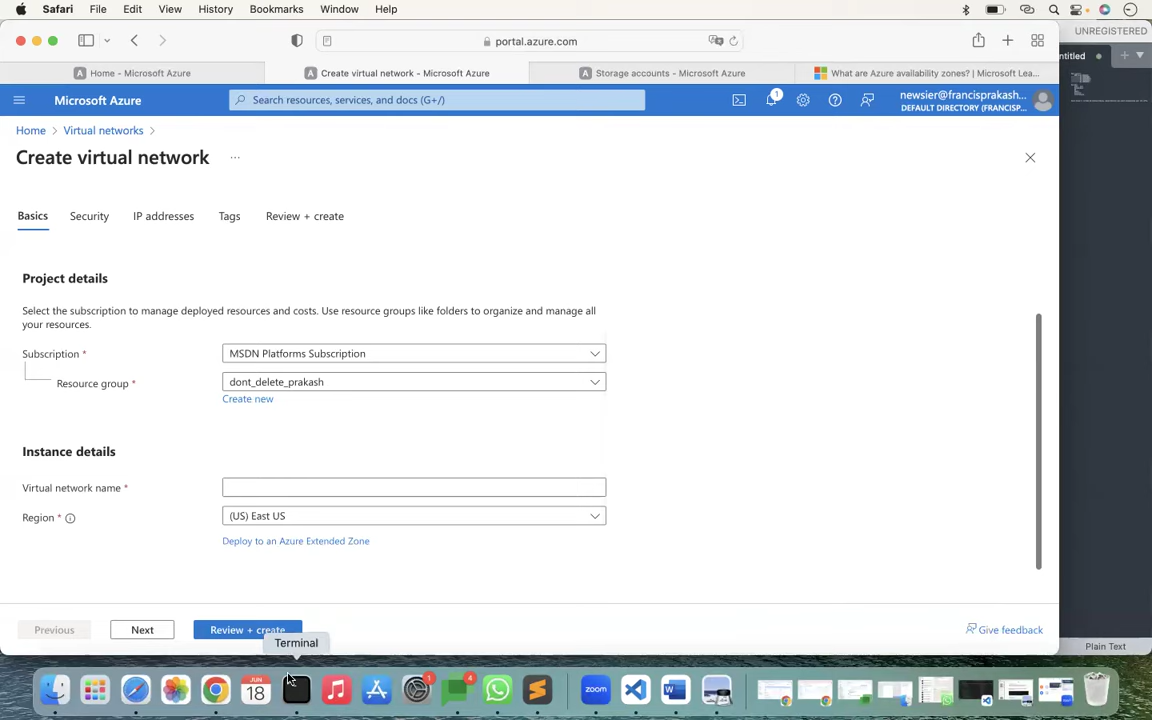 Safari File Edit View History Bookmarks Window Help
UNREGISTERED
portal.azure.com
ntitled
Home - Microsoft Azure
Create virtual network - Microsoft Azure
Storage accounts - Microsoft Azure
What are Azure availability zones? | Microsoft Lea...
Microsoft Azure
Search resources, services, and docs (G+/)
1
newsier@francisprakash...
DEFAULT DIRECTORY (FRANCISP...
Home > Virtual networks >
Create virtual network ...
Basics Security IP addresses Tags Review + create
Project details
Select the subscription to manage deployed resources and costs. Use resource groups like folders to organize and manage all
your resources.
Subscription * MSDN Platforms Subscription
Resource group * dont_delete_prakash
Create new
Instance details
Virtual network name *
Region * (US) East US
Deploy to an Azure Extended Zone
Previous Next Review + create Give feedback
Terminal
Plain Text
JUN
18
1
4
zoom